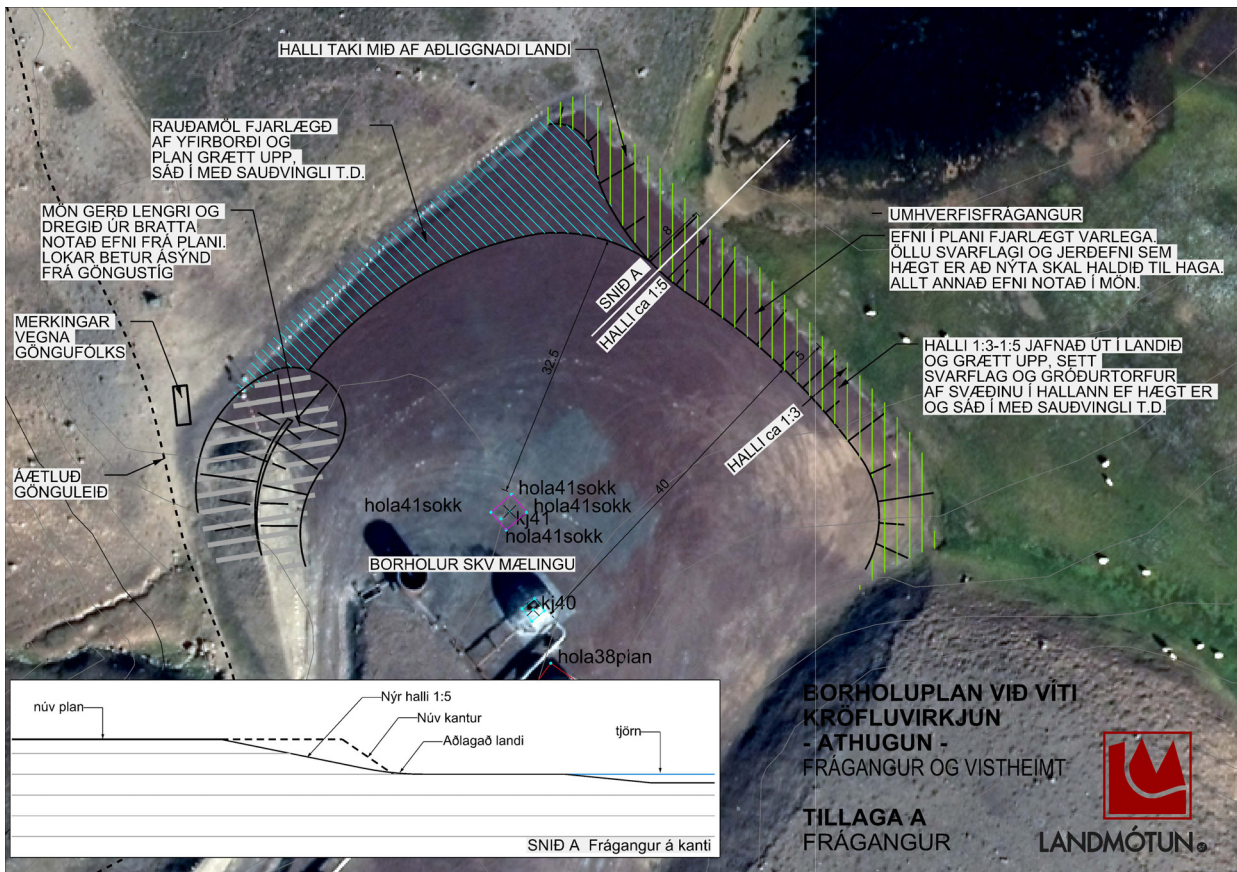 HALLI TAKI MIÐ AF AÐLIGGNADI LANDI
RAUÐAMÖL FJARLÆGÐ
AF YFIRBORÐI OG
PLAN GRÆTT UPP,
SÁÐ Í MEÐ SAUÐVINGLI T.D.
MÖN GERÐ LENGRI OG
DREGIÐ ÚR BRATTA
NOTAÐ EFNI FRÁ PLANI.
LOKAR BETUR ÁSÝND
FRÁ GÖNGUSTÍG
MERKINGAR
VEGNA
GÖNGUFÓLKS
ÁÆTLUÐ
GÖNGULEIÐ
UMHVERFISFRÁGANGUR
EFNI Í PLANI FJARLÆGT VARLEGA.
ÖLLU SVARFLAGI OG JERÐEFNI SEM
HÆGT ER AÐ NÝTA SKAL HALDIÐ TIL HAGA.
ALLT ANNAÐ EFNI NOTAÐ Í MÖN.
HALLI 1:3-1:5 JAFNAÐ ÚT Í LANDIÐ
OG GRÆTT UPP, SETT
SVARFLAG OG GRÓÐURTORFUR
AF SVÆÐINU Í HALLANN EF HÆGT ER
OG SÁÐ Í MEÐ SAUÐVINGLI T.D.
8
SNIÐ A
HALLI ca 1:5
32.5
5
HALLI ca 1:3
40
hola41sokk
hola41sokk
hola41sokk
kj41
hola41sokk
BORHOLUR SKV MÆLINGU
kj40
hola38plan
núv plan
Nýr halli 1:5
Núv kantur
Aðlagað landi
tjörn
SNIÐ A Frágangur á kanti
BORHOLUPLAN VIÐ VÍTI
KRÖFLUVIRKJUN
- ATHUGUN -
FRÁGANGUR OG VISTHEIMT
TILLAGA A
FRÁGANGUR
LANDMÓTUN